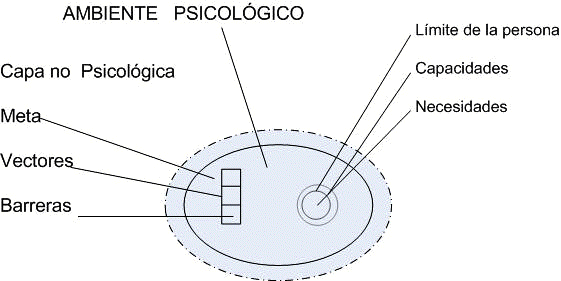 AMBIENTE PSICOLÓGICO
Límite de la persona
Capa no Psicológica
Capacidades
Meta
Necesidades
Vectores
Barreras